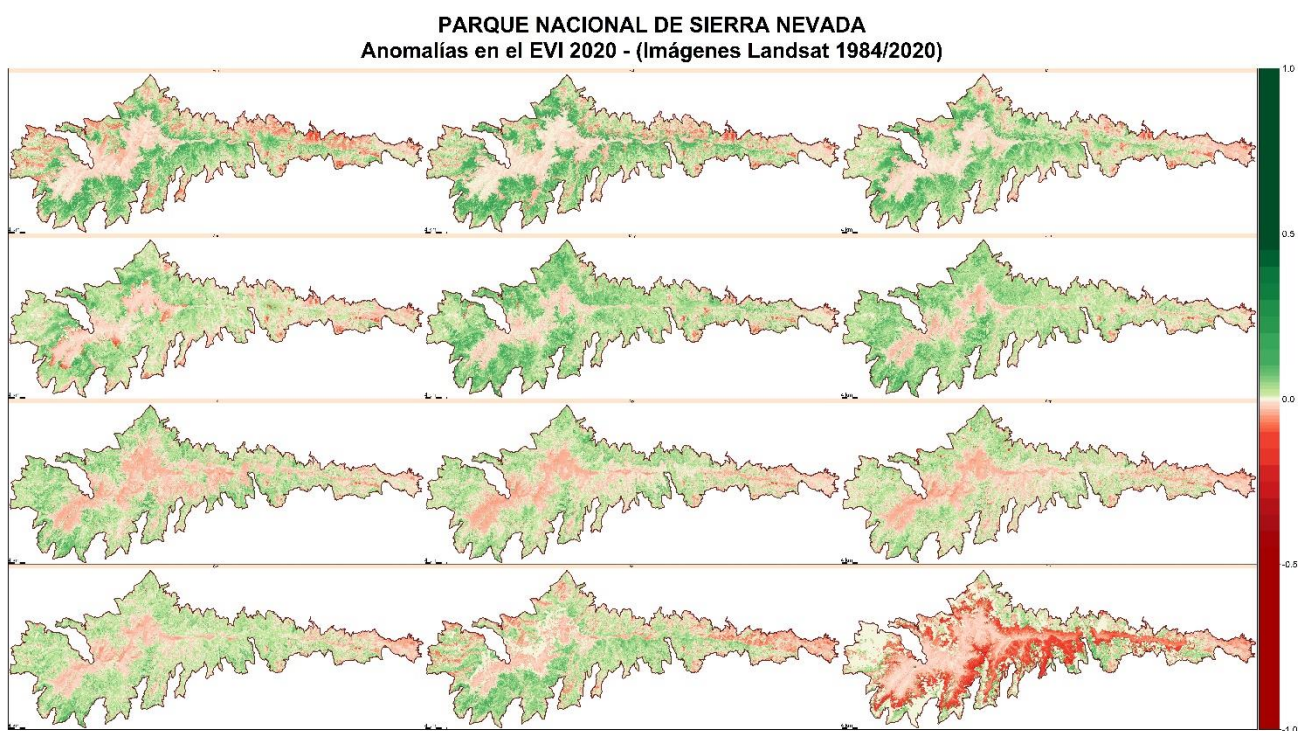 PARQUE NACIONAL DE SIERRA NEVADA
Anomalías en el EVI 2020 - (Imágenes Landsat 1984/2020)
1.0
0.5
0.0
-0.5
-1.0